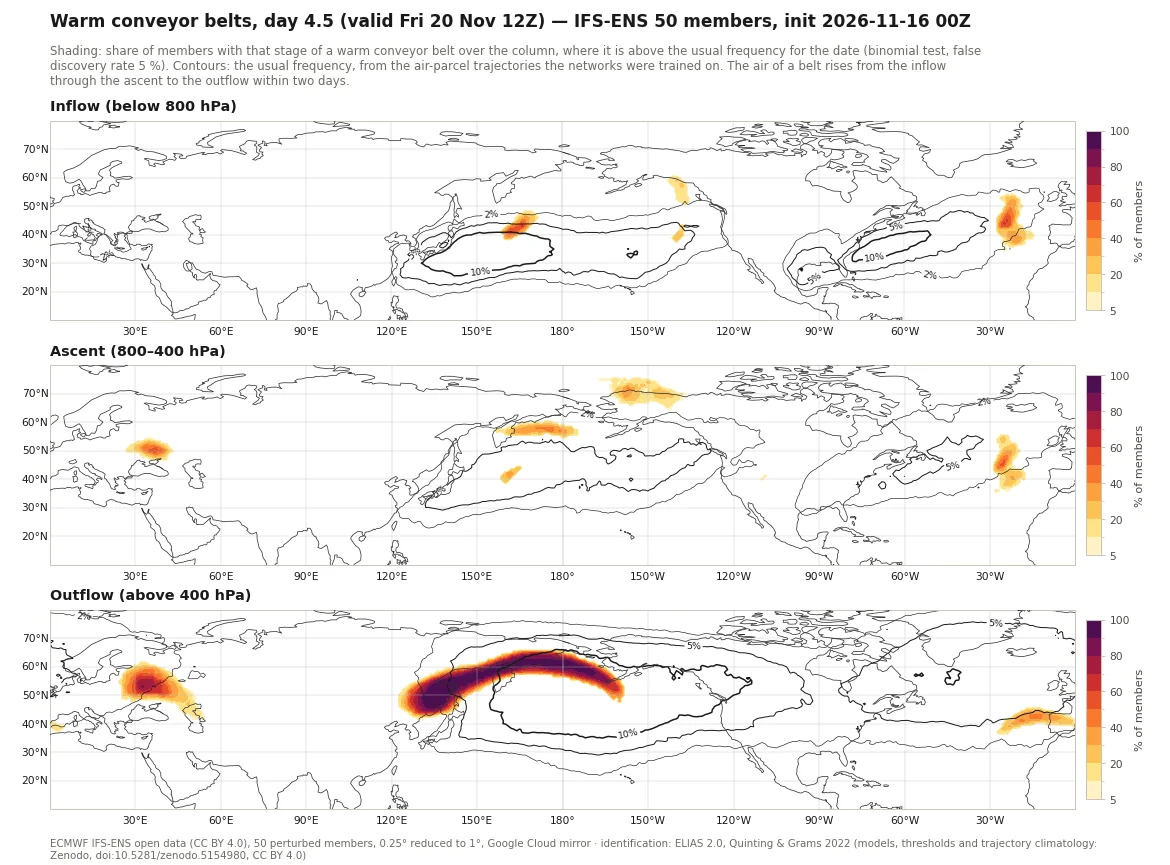 Warm conveyor belts, day 4.5 (valid Fri 20 Nov 12Z) — IFS-ENS 50 members, init 2026-11-16 00Z
Shading: share of members with that stage of a warm conveyor belt over the column, where it is above the usual frequency for the date (binomial test, false
discovery rate 5 %). Contours: the usual frequency, from the air-parcel trajectories the networks were trained on. The air of a belt rises from the inflow
through the ascent to the outflow within two days.
Inflow (below 800 hPa)
70°N
60°N
50°N
40°N
30°N
20°N
2%
2%
10%
5%
5%
10%
5%
2%
30°E 60°E 90°E 120°E 150°E 180° 150°W 120°W 90°W 60°W 30°W
100
80
60
40
20
5
% of members
Ascent (800–400 hPa)
70°N
60°N
50°N
40°N
30°N
20°N
2%
2%
5%
30°E 60°E 90°E 120°E 150°E 180° 150°W 120°W 90°W 60°W 30°W
100
80
60
40
20
5
% of members
Outflow (above 400 hPa)
70°N
60°N
50°N
40°N
30°N
20°N
2%
5%
10%
5%
30°E 60°E 90°E 120°E 150°E 180° 150°W 120°W 90°W 60°W 30°W
100
80
60
40
20
5
% of members
ECMWF IFS-ENS open data (CC BY 4.0), 50 perturbed members, 0.25° reduced to 1°, Google Cloud mirror · identification: ELIAS 2.0, Quinting & Grams 2022 (models, thresholds and trajectory climatology:
Zenodo, doi:10.5281/zenodo.5154980, CC BY 4.0)